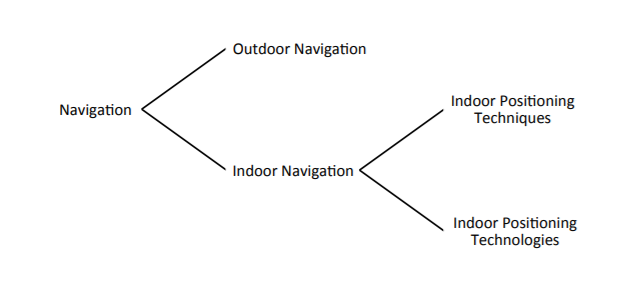 Outdoor Navigation
Navigation
Indoor Navigation
Indoor Positioning
Techniques
Indoor Positioning
Technologies